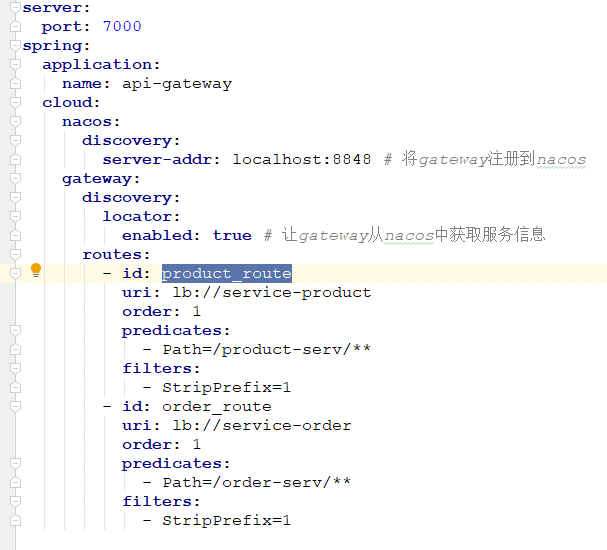 server:
  port: 7000
spring:
  application:
    name: api-gateway
  cloud:
    nacos:
      discovery:
        server-addr: localhost:8848 # 将gateway注册到nacos
    gateway:
      discovery:
        locator:
          enabled: true # 让gateway从nacos中获取服务信息
      routes:
        - id: product_route
          uri: lb://service-product
          order: 1
          predicates:
            - Path=/product-serv/**
          filters:
            - StripPrefix=1
        - id: order_route
          uri: lb://service-order
          order: 1
          predicates:
            - Path=/order-serv/**
          filters:
            - StripPrefix=1